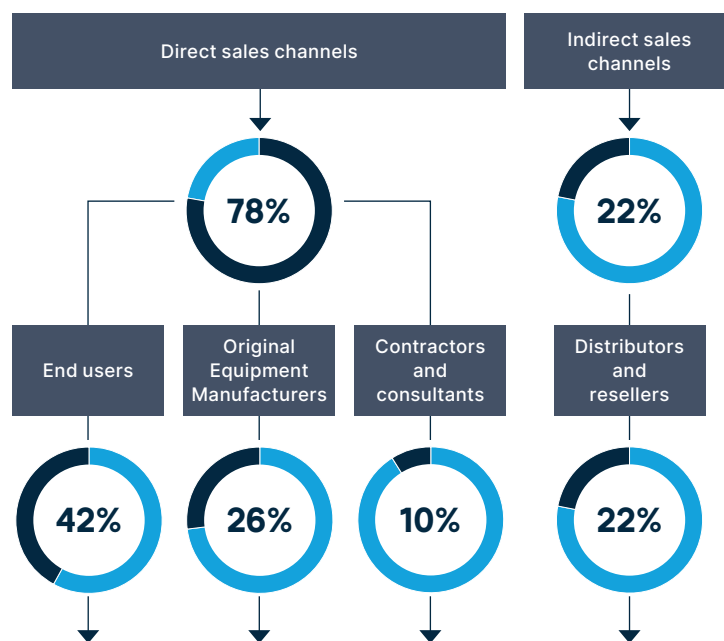 Direct sales channels
Indirect sales
channels
78%
22%
End users
Original
Equipment
Manufacturers
Contractors
and
consultants
Distributors
and
resellers
42%
26%
10%
22%